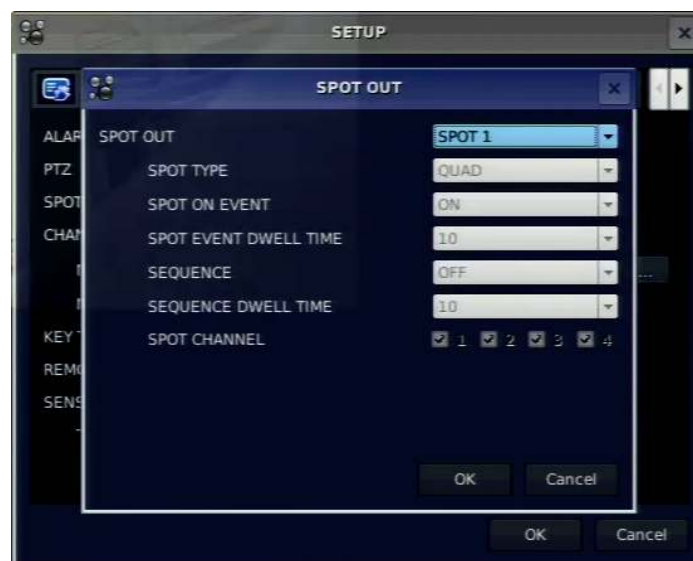 SETUP
SPOT OUT
ALAR
SPOT OUT SPOT 1
PTZ SPOT TYPE QUAD
SPOT SPOT ON EVENT ON
CHAN SPOT EVENT DWELL TIME 10
SEQUENCE OFF ...
SEQUENCE DWELL TIME 10
KEY SPOT CHANNEL 1 2 3 4
REMO
SENS
OK Cancel
OK Cancel